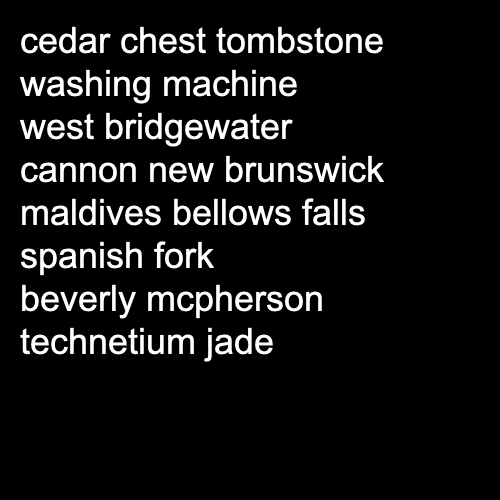 cedar chest tombstone
washing machine
west bridgewater
cannon new brunswick
maldives bellows falls
spanish fork
beverly mcpherson
technetium jade